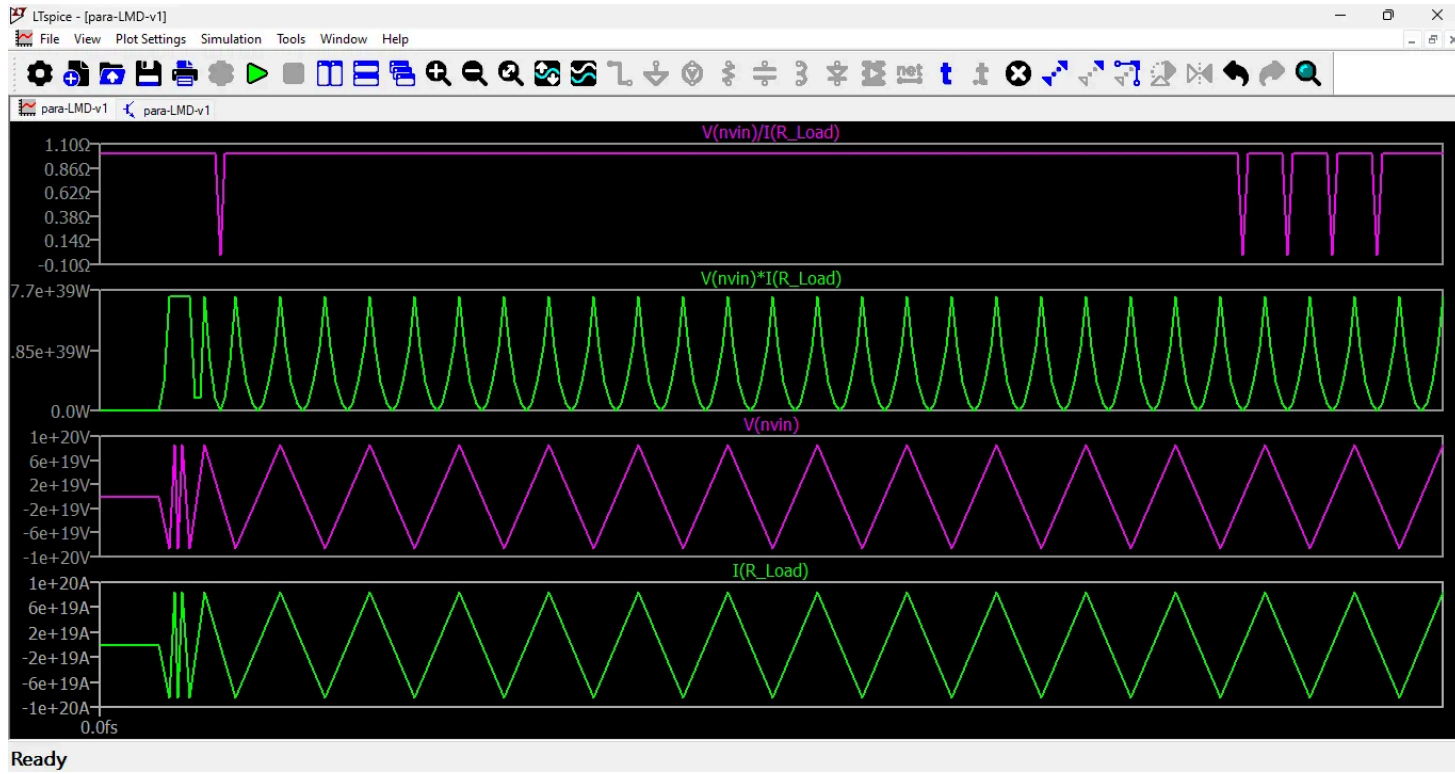 LTspice - [para-LMD-v1]
File View Plot Settings Simulation Tools Window Help
net t t
para-LMD-v1 para-LMD-v1
V(nvin)/I(R_Load)
1.10Ω
0.86Ω
0.62Ω
0.38Ω
0.14Ω
-0.10Ω
V(nvin)*I(R_Load)
7.7e+39W
.85e+39W
0.0W
V(nvin)
1e+20V
6e+19V
2e+19V
-2e+19V
-6e+19V
-1e+20V
I(R_Load)
1e+20A
6e+19A
2e+19A
-2e+19A
-6e+19A
-1e+20A
0.0fs
Ready